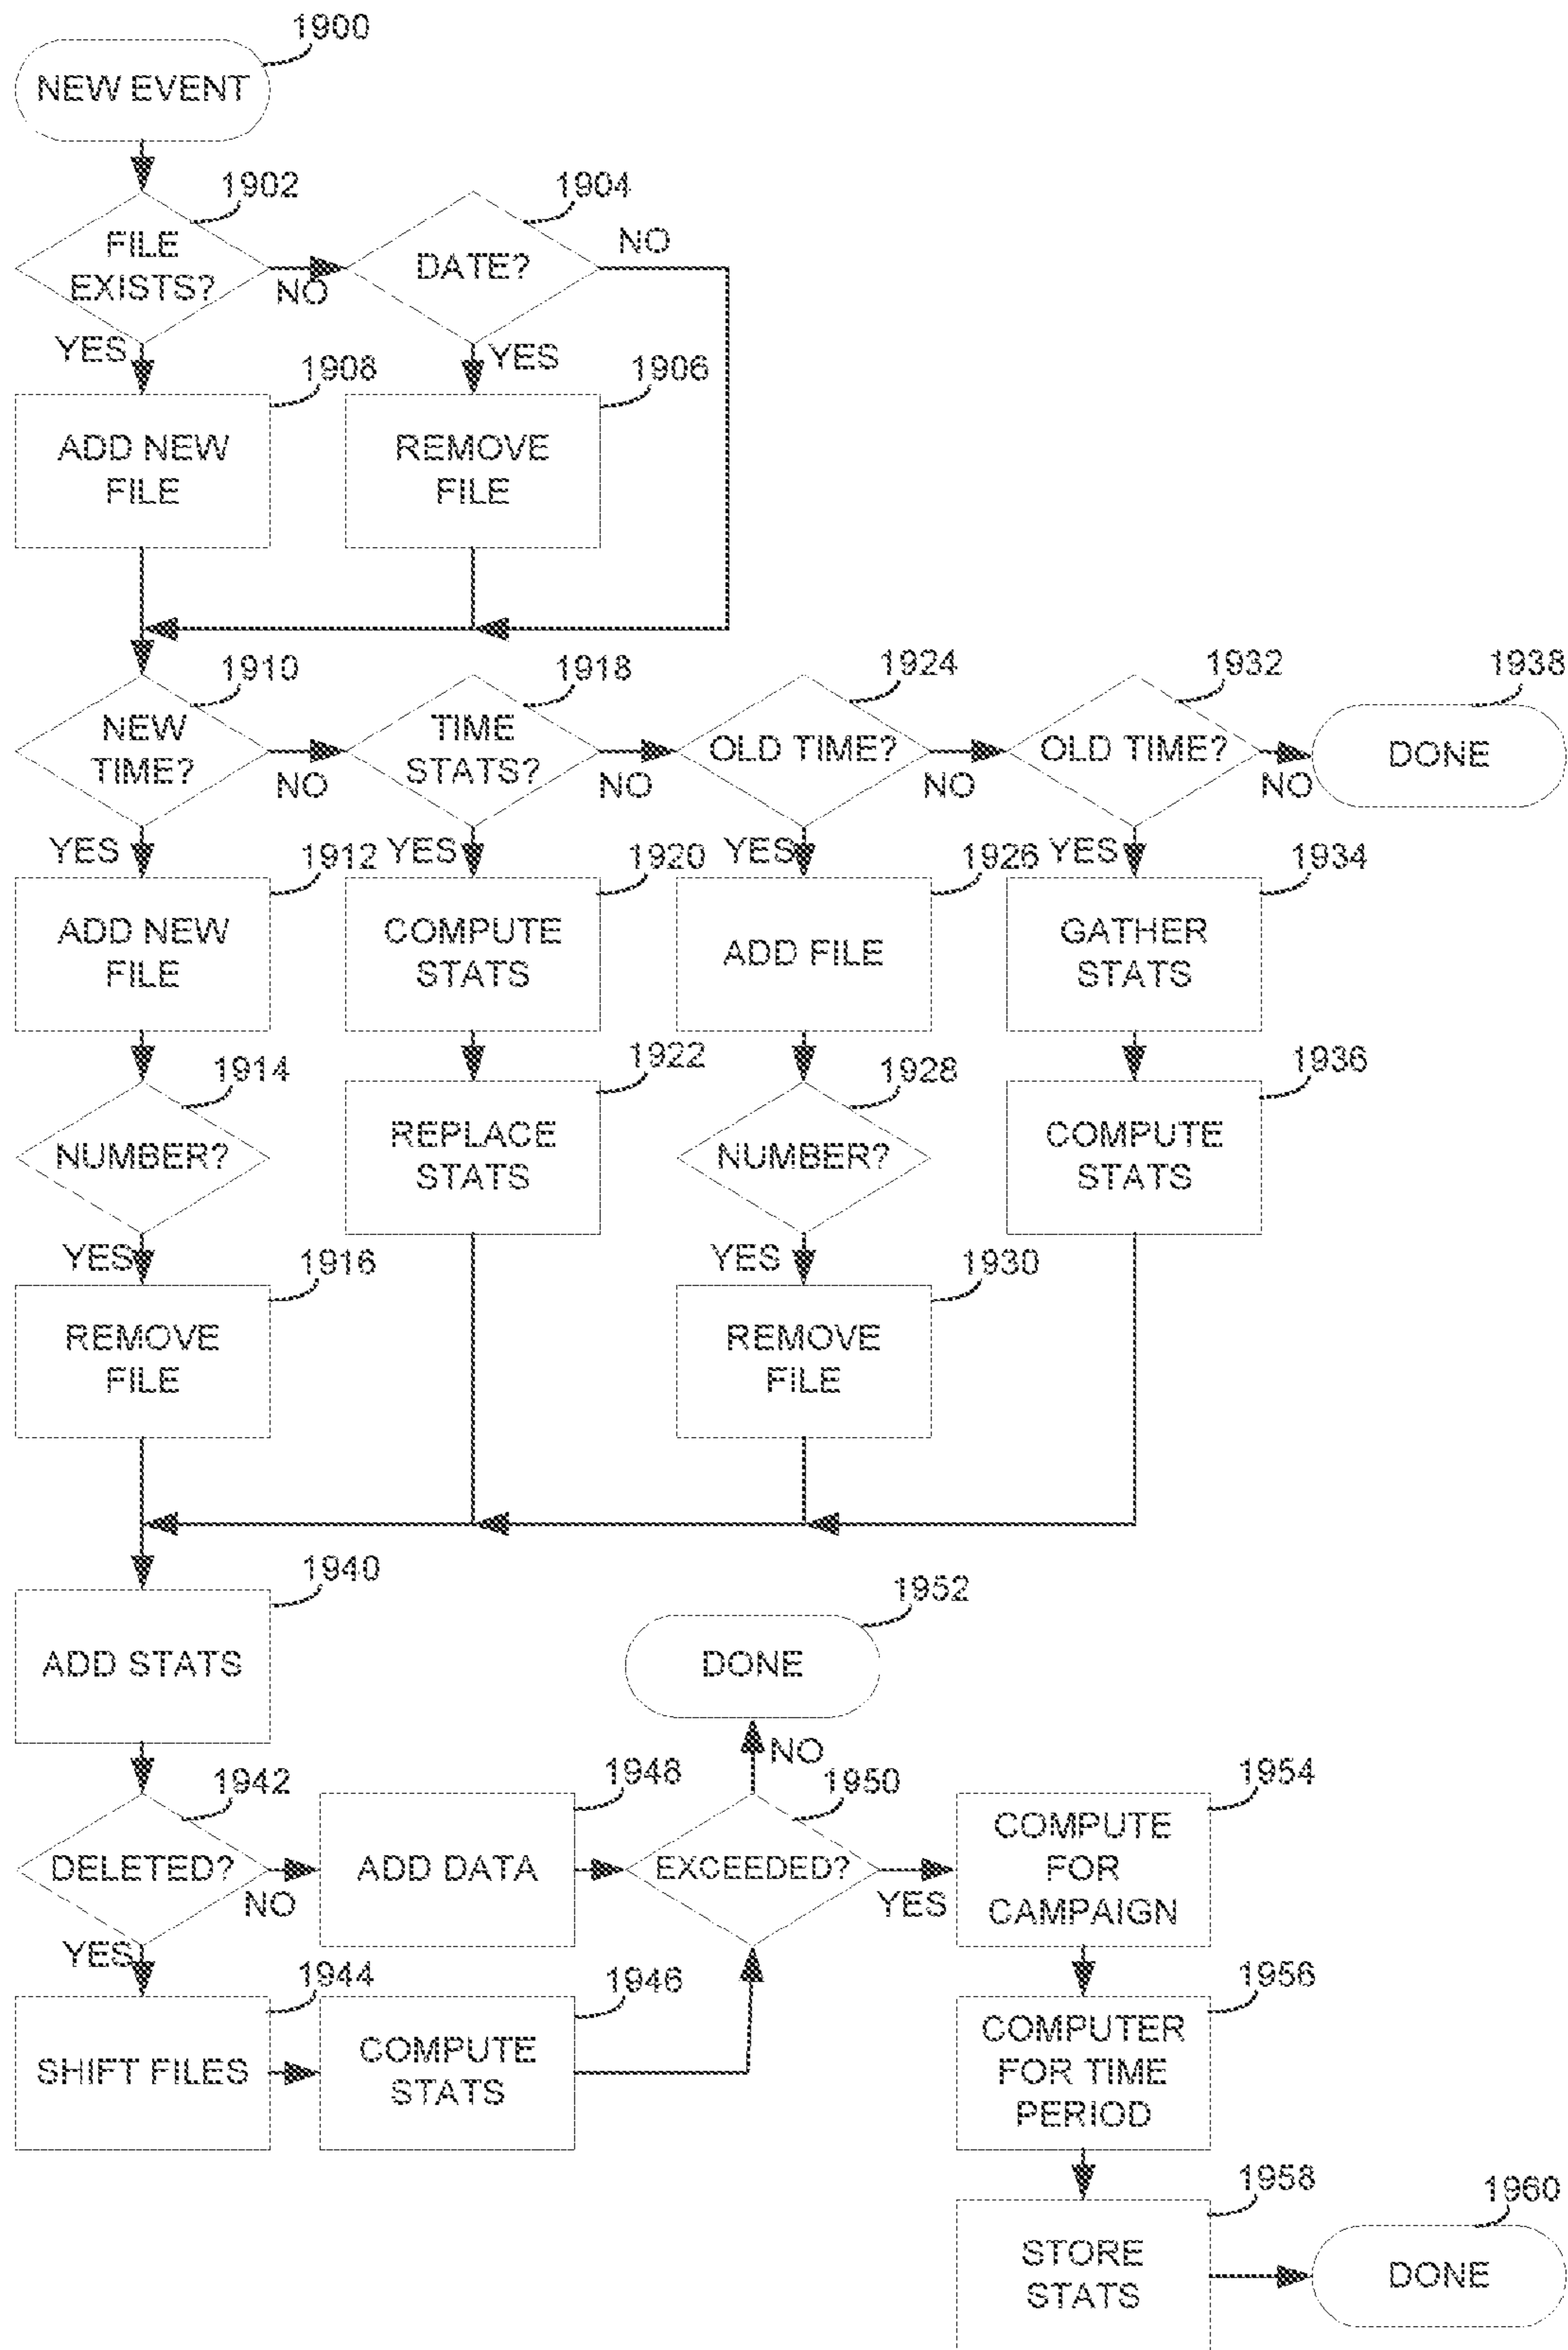 1900
NEW EVENT
1902
1904
FILE
EXISTS?
DATE?
NO
NO
YES
YES
1908
1906
ADD NEW
FILE
REMOVE
FILE
1910
1918
1924
1932
1938
NEW
TIME?
TIME
STATS?
OLD TIME?
OLD TIME?
DONE
NO
NO
NO
NO
YES
1912
YES
1920
YES
1926
YES
1934
ADD NEW
FILE
COMPUTE
STATS
ADD FILE
GATHER
STATS
1914
1922
1928
1936
NUMBER?
REPLACE
STATS
NUMBER?
COMPUTE
STATS
YES
1916
YES
1930
REMOVE
FILE
REMOVE
FILE
1940
1952
ADD STATS
DONE
NO
1942
1948
1950
1954
DELETED?
ADD DATA
EXCEEDED?
COMPUTE
FOR
CAMPAIGN
NO
YES
YES
1944
1946
1956
SHIFT FILES
COMPUTE
STATS
COMPUTER
FOR TIME
PERIOD
1958
1960
STORE
STATS
DONE